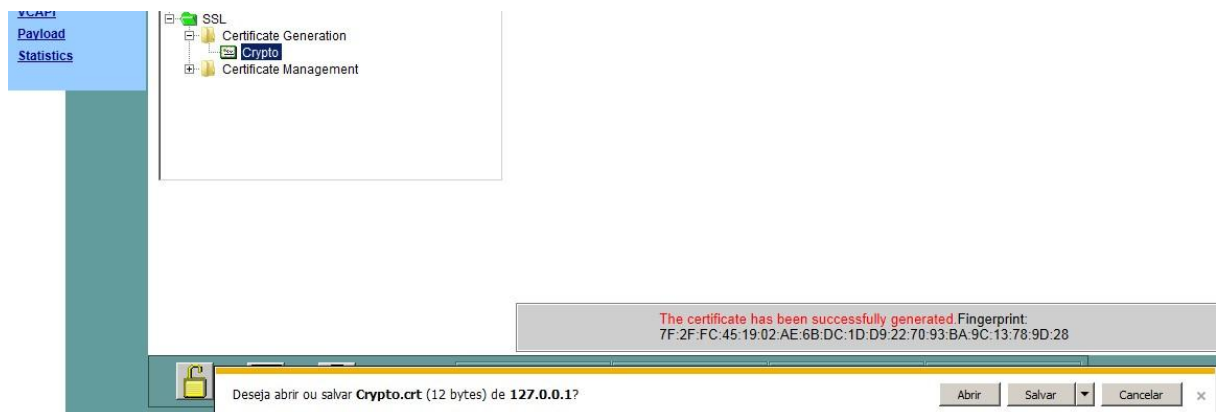 VCAPI
Payload
Statistics
SSL
Certificate Generation
Crypto
Certificate Management
The certificate has been successfully generated.Fingerprint:
7F:2F:FC:45:19:02:AE:6B:DC:1D:D9:22:70:93:BA:9C:13:78:9D:28
Deseja abrir ou salvar Crypto.crt (12 bytes) de 127.0.0.1?
Abrir
Salvar
Cancelar